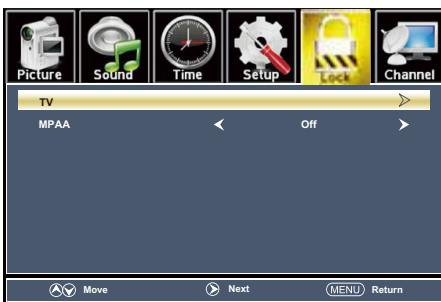 Picture Sound Time Setup Lock Channel
TV
MPAA Off
Move Next MENU Return